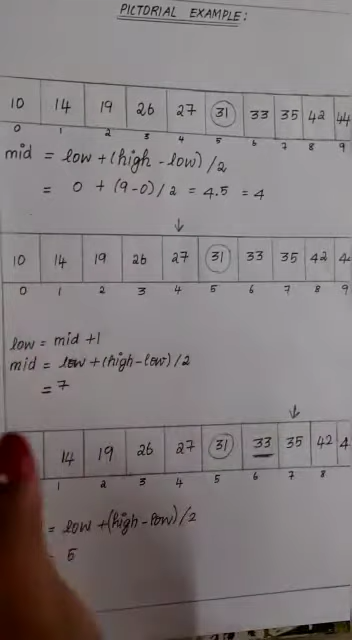 PICTORIAL EXAMPLE:
10 14 19 26 27 31 33 35 42 44
0 1 2 3 4 5 6 7 8 9
mid = low + (high - low) / 2
= 0 + (9-0) / 2 = 4.5 = 4
↓
10 14 19 26 27 31 33 35 42
0 1 2 3 4 5 6 7 8 9
low = mid +1
mid = low + (high - low) / 2
= 7
↓
14 19 26 27 31 33 35 42 4
1 2 3 4 5 6 7 8
= low + (high - low) / 2
5